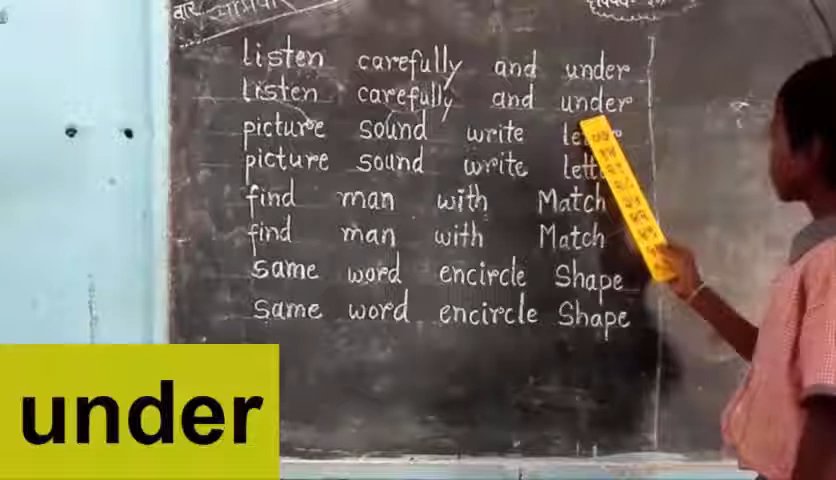 वार
listen carefully and under
listen carefully and under
picture sound write
picture sound write
find man with Match
find man with Match
same word encircle Shape
same word encircle Shape
under